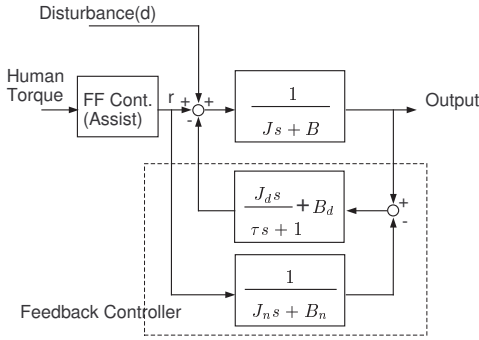 Disturbance(d)
Human
Torque
FF Cont.
(Assist)
r + +
-
1
Js + B
Output
J_d s
τs + 1
+ B_d
+
-
1
J_n s + B_n
Feedback Controller